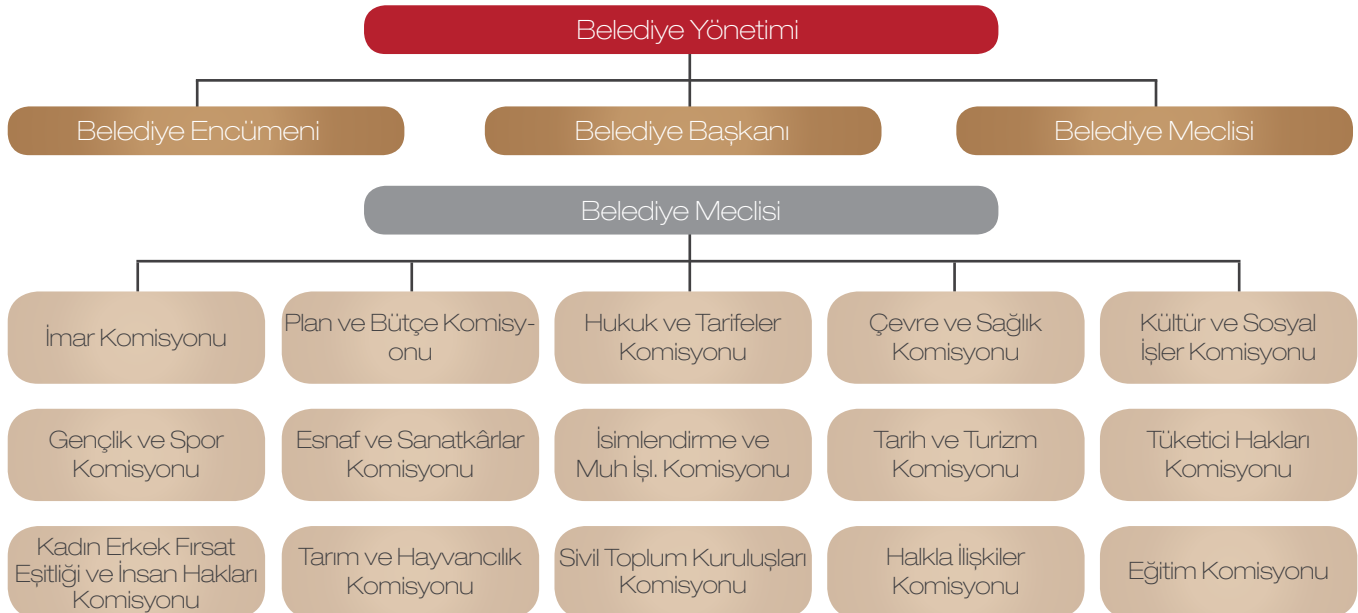 Belediye Yönetimi
Belediye Encümeni
Belediye Başkanı
Belediye Meclisi
Belediye Meclisi
İmar Komisyonu
Plan ve Bütçe Komisy-
onu
Hukuk ve Tarifeler
Komisyonu
Çevre ve Sağlık
Komisyonu
Kültür ve Sosyal
İşler Komisyonu
Gençlik ve Spor
Komisyonu
Esnaf ve Sanatkârlar
Komisyonu
İsimlendirme ve
Muh İşl. Komisyonu
Tarih ve Turizm
Komisyonu
Tüketici Hakları
Komisyonu
Kadın Erkek Fırsat
Eşitliği ve İnsan Hakları
Komisyonu
Tarım ve Hayvancılık
Komisyonu
Sivil Toplum Kuruluşları
Komisyonu
Halkla İlişkiler
Komisyonu
Eğitim Komisyonu